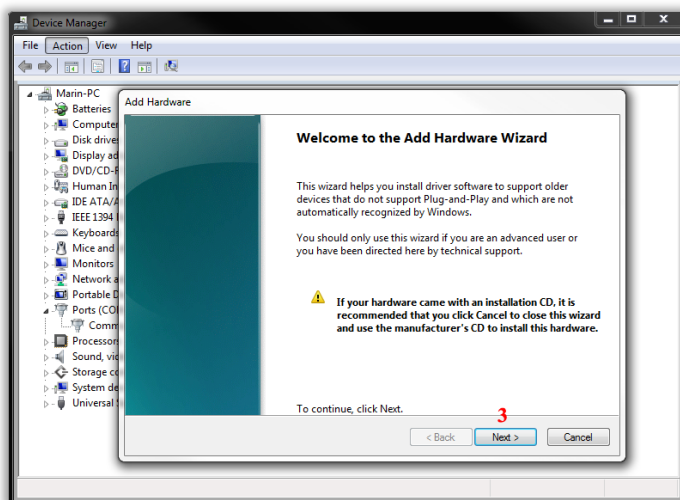 Device Manager
File Action View Help
Marin-PC
Batteries
Add Hardware
Computer
Disk drive
Display ad
DVD/CD-
Human In
IDE ATA/A
IEEE 1394
Keyboards
Mice and
Monitors
Network a
Portable D
Ports (CO
Comm
Processors
Sound, vid
Storage co
System de
Universal
Welcome to the Add Hardware Wizard
This wizard helps you install driver software to support older
devices that do not support Plug-and-Play and which are not
automatically recognized by Windows.
You should only use this wizard if you are an advanced user or
you have been directed here by technical support.
If your hardware came with an installation CD, it is
recommended that you click Cancel to close this wizard
and use the manufacturer's CD to install this hardware.
To continue, click Next.
3
< Back Next > Cancel